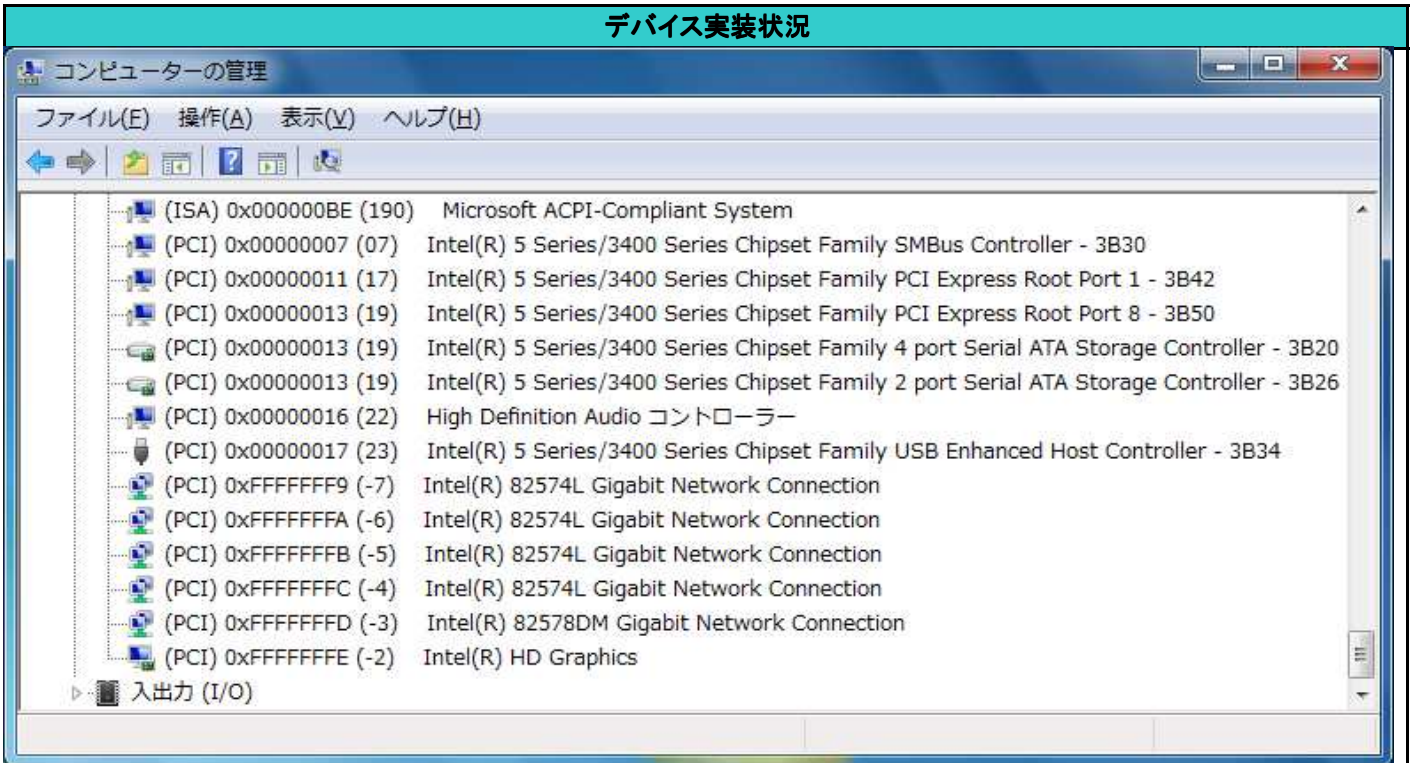 デバイス実装状況
コンピューターの管理
ファイル(F) 操作(A) 表示(V) ヘルプ(H)
(ISA) 0x000000BE (190) Microsoft ACPI-Compliant System
(PCI) 0x00000007 (07) Intel(R) 5 Series/3400 Series Chipset Family SMBus Controller - 3B30
(PCI) 0x00000011 (17) Intel(R) 5 Series/3400 Series Chipset Family PCI Express Root Port 1 - 3B42
(PCI) 0x00000013 (19) Intel(R) 5 Series/3400 Series Chipset Family PCI Express Root Port 8 - 3B50
(PCI) 0x00000013 (19) Intel(R) 5 Series/3400 Series Chipset Family 4 port Serial ATA Storage Controller - 3B20
(PCI) 0x00000013 (19) Intel(R) 5 Series/3400 Series Chipset Family 2 port Serial ATA Storage Controller - 3B26
(PCI) 0x00000016 (22) High Definition Audio コントローラー
(PCI) 0x00000017 (23) Intel(R) 5 Series/3400 Series Chipset Family USB Enhanced Host Controller - 3B34
(PCI) 0xFFFFFFF9 (-7) Intel(R) 82574L Gigabit Network Connection
(PCI) 0xFFFFFFFA (-6) Intel(R) 82574L Gigabit Network Connection
(PCI) 0xFFFFFFFB (-5) Intel(R) 82574L Gigabit Network Connection
(PCI) 0xFFFFFFFC (-4) Intel(R) 82574L Gigabit Network Connection
(PCI) 0xFFFFFFFD (-3) Intel(R) 82578DM Gigabit Network Connection
(PCI) 0xFFFFFFFE (-2) Intel(R) HD Graphics
入出力 (I/O)